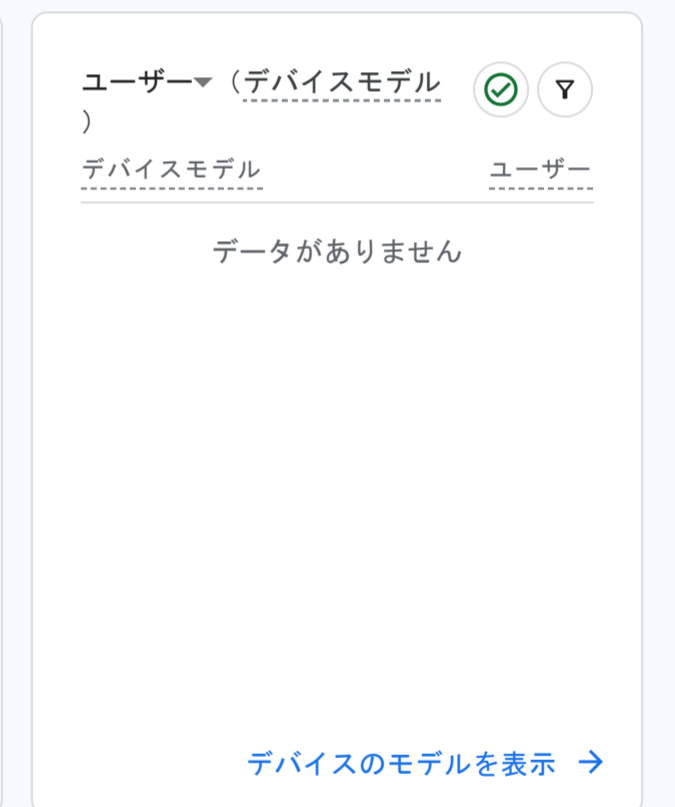 ユーザー（デバイスモデル
）
デバイスモデル ユーザー
データがありません
デバイスのモデルを表示